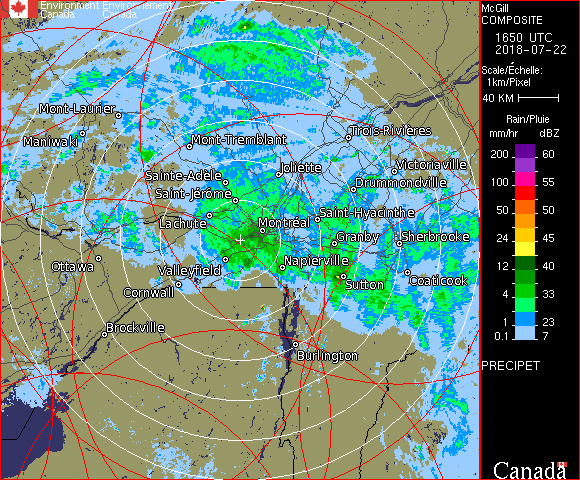 Environment Environnement
Canada Canada
McGill
COMPOSITE
1650 UTC
2018-07-22
Scale/Échelle:
1km/Pixel
40 KM
Rain/Pluie
mm/hr dBZ
200 60
100 55
50 50
24 45
12 40
4 33
1 23
0.1 7
PRECIPET
Canada
Mont-Laurier
Maniwaki
Mont-Tremblant
Trois-Rivières
Sainte-Adèle
Joliette
Victoriaville
Saint-Jérôme
Drummondville
Lachute
Montréal
Saint-Hyacinthe
Granby
Sherbrooke
Ottawa
Valleyfield
Napierville
Cornwall
Sutton
Coaticook
Brockville
Burlington